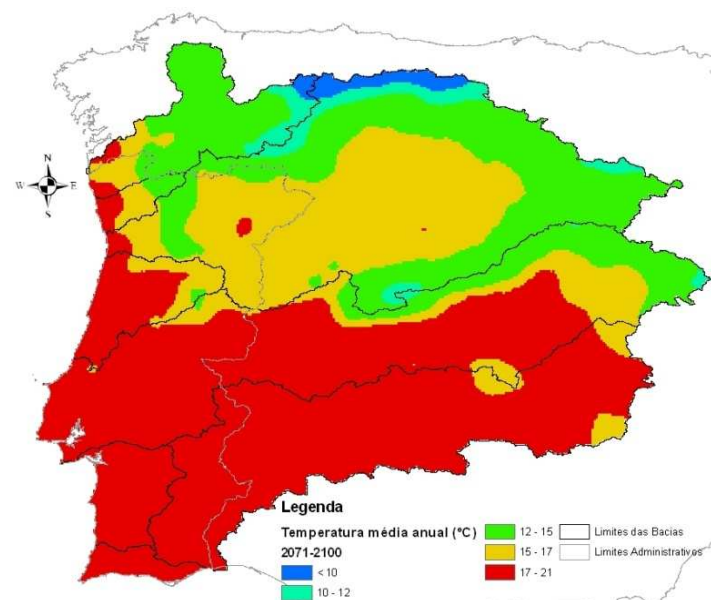 N
W E
S
Legenda
Temperatura média anual (°C)
2071-2100
<10
10 - 12
12 - 15
15 - 17
17 - 21
Limites das Bacias
Limites Administrativos